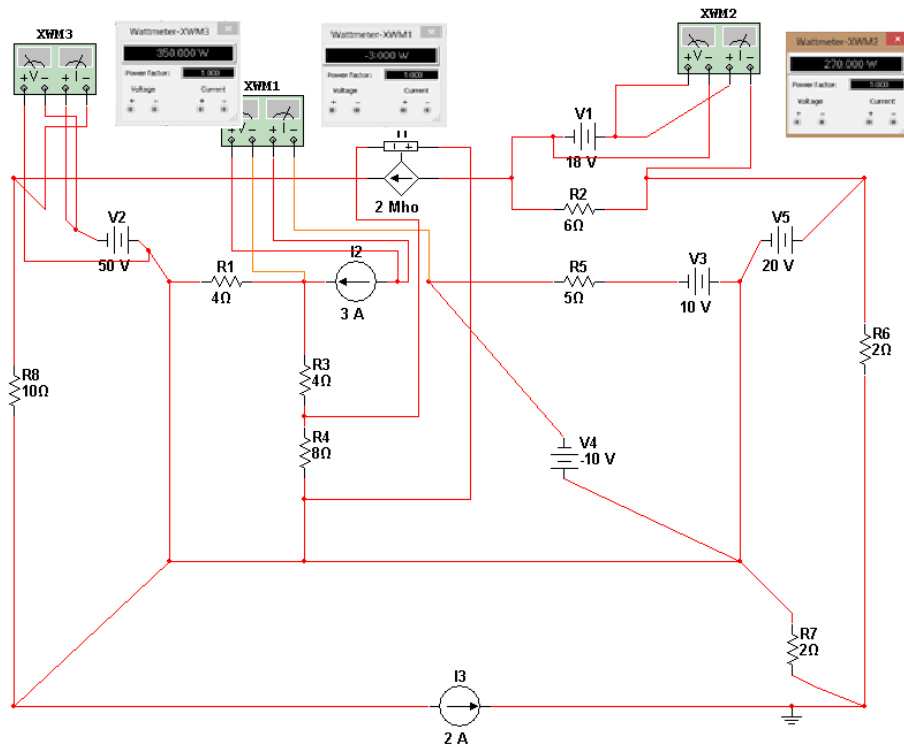 XWM3
Wattmeter-XWM3
350.000 W
Power factor: 1.000
Voltage Current
+ - + -
Wattmeter-XWM1
-3.000 W
Power factor: 1.000
Voltage Current
+ - + -
XWM2
Wattmeter-XWM2
270.000 W
Power factor: 1.000
Voltage Current
+ - + -
XWM1
+ V - + I -
+ V - + I -
+ V - + I -
V1
18 V
2 Mho
R2
6Ω
V2
50 V
R1
4Ω
I2
3 A
R5
5Ω
V3
10 V
V5
20 V
R6
2Ω
R8
10Ω
R3
4Ω
R4
8Ω
V4
-10 V
R7
2Ω
I3
2 A